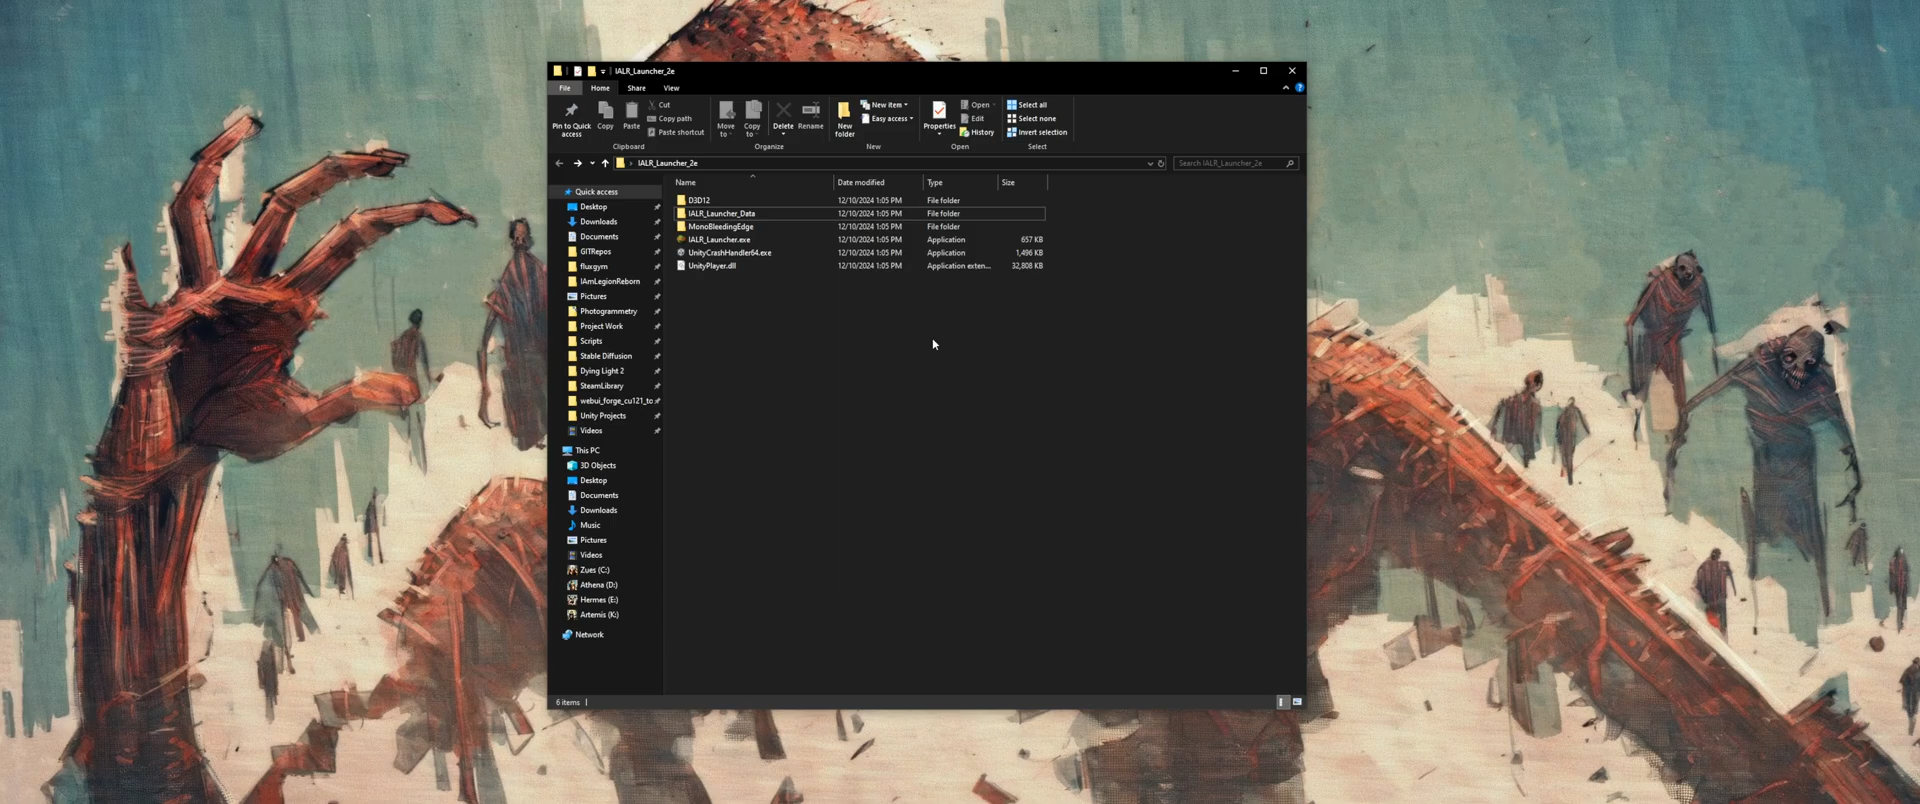 IALR_Launcher_2e
File Home Share View
Pin to Quick access
Copy
Paste
Cut
Copy path
Paste shortcut
Clipboard
Move to
Copy to
Delete
Rename
Organize
New folder
New item
Easy access
New
Properties
Open
Edit
History
Open
Select all
Select none
Invert selection
Select
IALR_Launcher_2e
Search IALR_Launcher_2e
Name Date modified Type Size
D3D12 12/10/2024 1:05 PM File folder
IALR_Launcher_Data 12/10/2024 1:05 PM File folder
MonoBleedingEdge 12/10/2024 1:05 PM File folder
IALR_Launcher.exe 12/10/2024 1:05 PM Application 657 KB
UnityCrashHandler64.exe 12/10/2024 1:05 PM Application 1,496 KB
UnityPlayer.dll 12/10/2024 1:05 PM Application exten... 32,808 KB
Quick access
Desktop
Downloads
Documents
GITRepos
fluxgym
IAmLegionReborn
Pictures
Photogrammetry
Project Work
Scripts
Stable Diffusion
Dying Light 2
SteamLibrary
webui_forge_cu121_to
Unity Projects
Videos
This PC
3D Objects
Desktop
Documents
Downloads
Music
Pictures
Videos
Zues (C:)
Athena (D:)
Hermes (E:)
Artemis (K:)
Network
6 items